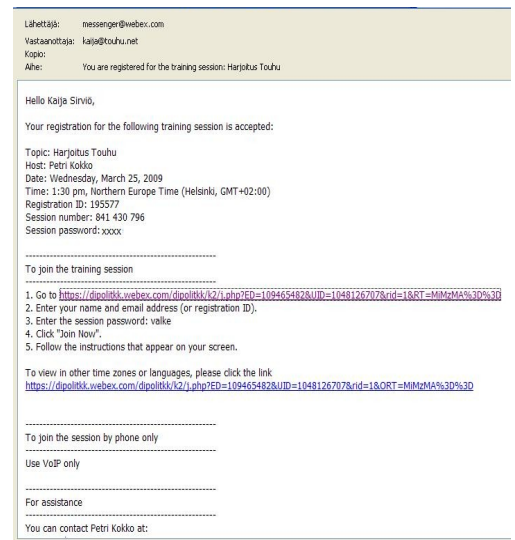 Lähettäjä: messenger@webex.com
Vastaanottaja: kaija@touhu.net
Kopio:
Aihe: You are registered for the training session: Harjoitus Touhu
Hello Kaija Sirviö,
Your registration for the following training session is accepted:
Topic: Harjoitus Touhu
Host: Petri Kokko
Date: Wednesday, March 25, 2009
Time: 1:30 pm, Northern Europe Time (Helsinki, GMT+02:00)
Registration ID: 195577
Session number: 841 430 796
Session password: xxxx
-------------------------------------------------------
To join the training session
-------------------------------------------------------
1. Go to https://dipolitkk.webex.com/dipolitkk/k2/j.php?ED=109465482&UID=1048126707&rid=1&RT=MiMzMA%3D%3D
2. Enter your name and email address (or registration ID).
3. Enter the session password: valke
4. Click "Join Now".
5. Follow the instructions that appear on your screen.
To view in other time zones or languages, please click the link
https://dipolitkk.webex.com/dipolitkk/k2/j.php?ED=109465482&UID=1048126707&rid=1&ORT=MiMzMA%3D%3D
-------------------------------------------------------
To join the session by phone only
-------------------------------------------------------
Use VoIP only
-------------------------------------------------------
For assistance
-------------------------------------------------------
You can contact Petri Kokko at: